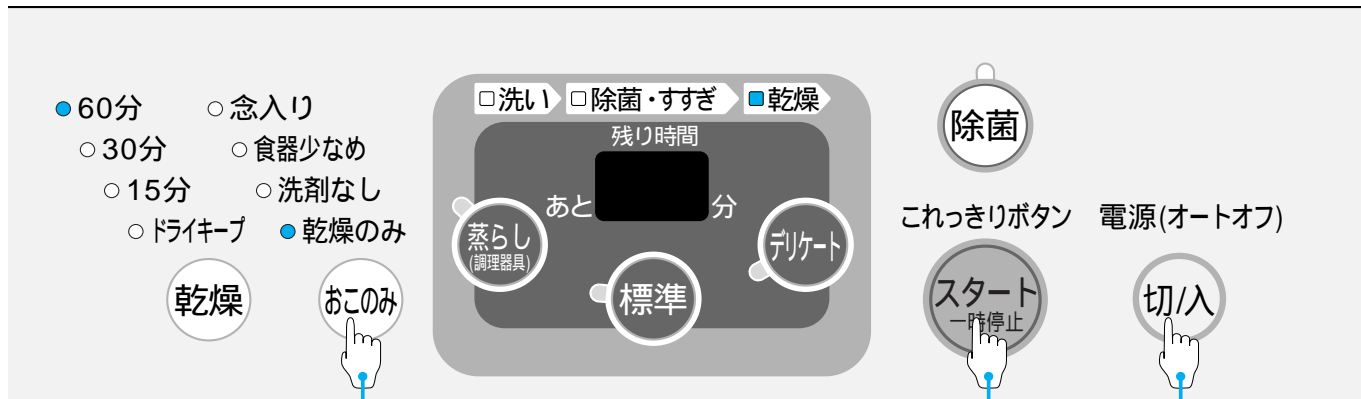 60分
30分
15分
ドライキープ
乾燥
念入り
食器少なめ
洗剤なし
乾燥のみ
おこのみ
洗い 除菌・すすぎ 乾燥
残り時間
あと 分
蒸らし
(調理器具)
標準
デリケート
除菌
これっきりボタン
スタート
一時停止
電源(オートオフ)
切/入